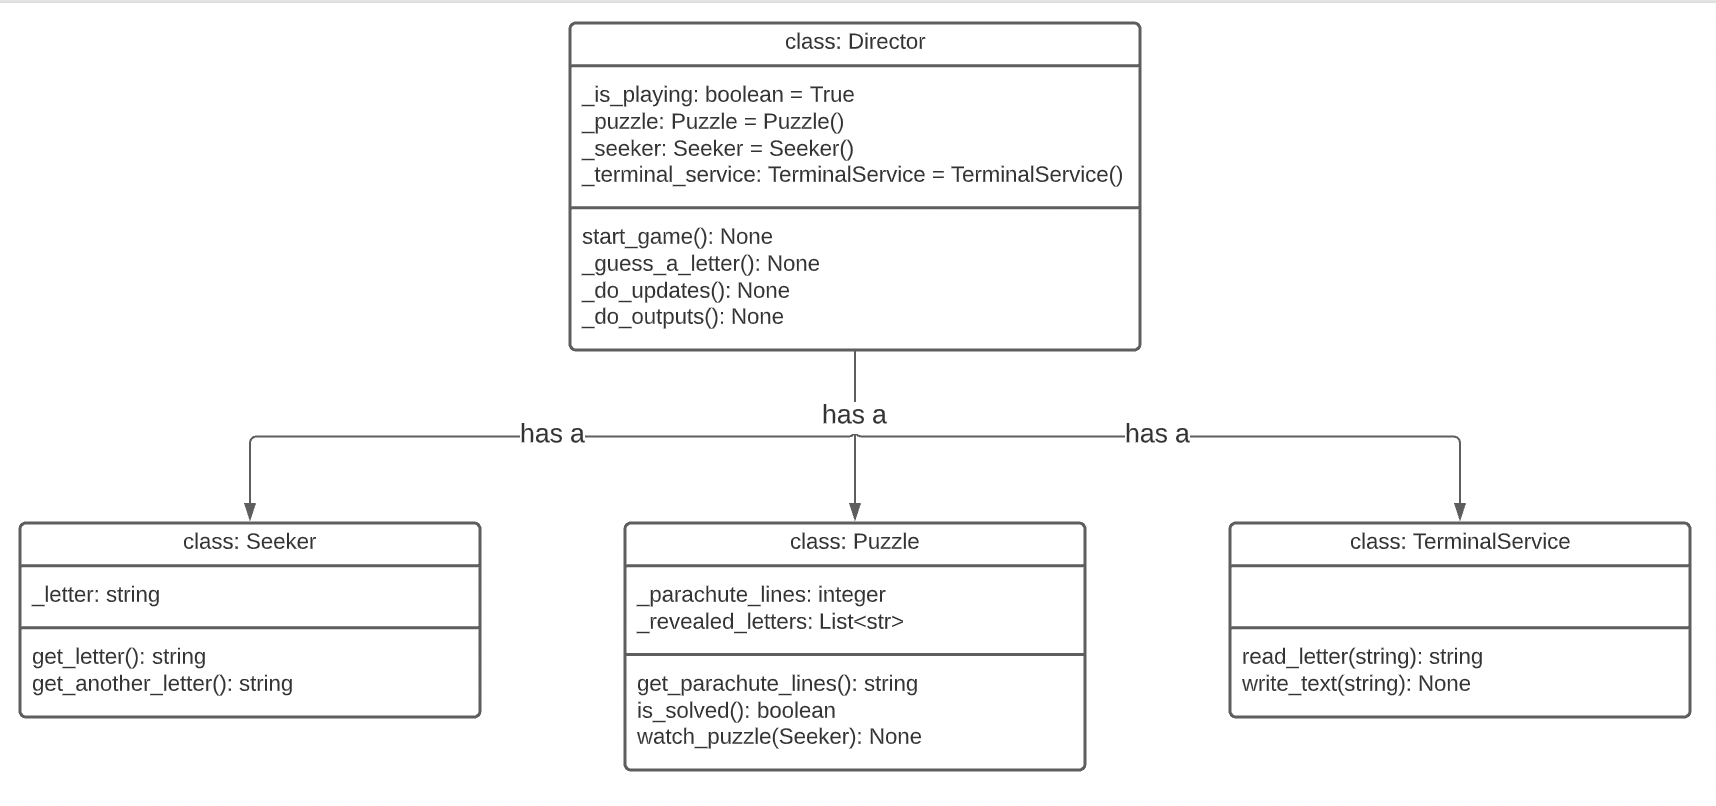 class: Director
_is_playing: boolean = True
_puzzle: Puzzle = Puzzle()
_seeker: Seeker = Seeker()
_terminal_service: TerminalService = TerminalService()
start_game(): None
_guess_a_letter(): None
_do_updates(): None
_do_outputs(): None
has a
has a
has a
class: Seeker
_letter: string
get_letter(): string
get_another_letter(): string
class: Puzzle
_parachute_lines: integer
_revealed_letters: List<str>
get_parachute_lines(): string
is_solved(): boolean
watch_puzzle(Seeker): None
class: TerminalService
read_letter(string): string
write_text(string): None